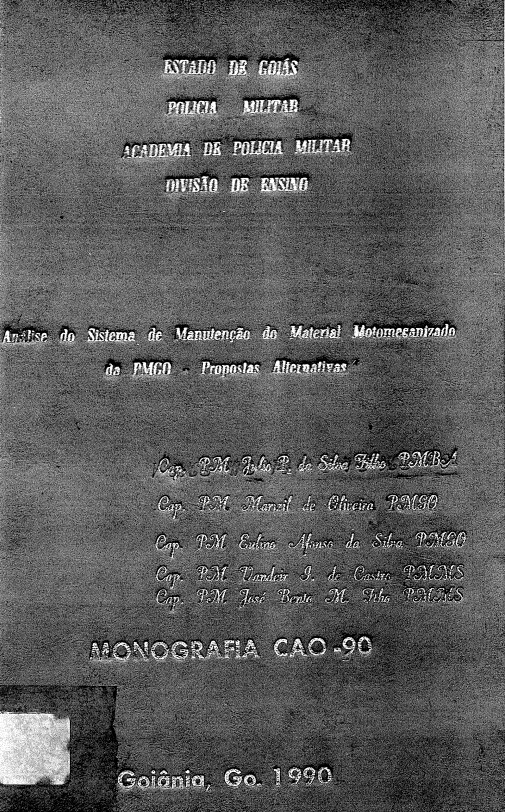 ESTADO DE GOIÁS
POLICIA MILITAR
ACADEMIA DE POLICIA MILITAR
DIVISÃO DE ENSINO
Análise do Sistema de Manutenção do Material Motomecanizado
da PMGO - Propostas Alternativas"
Cap. PM Julio P. da Silva Filho PMBA
Cap. PM de Oliveira PMGO
Cap. PM Eulino Afonso da Silva PMGO
Cap. PM Vandeir I. de Castro PMMS
Cap. PM José Bento M. Filho PMMS
MONOGRAFIA CAO -90
Goiânia, Go. 1990